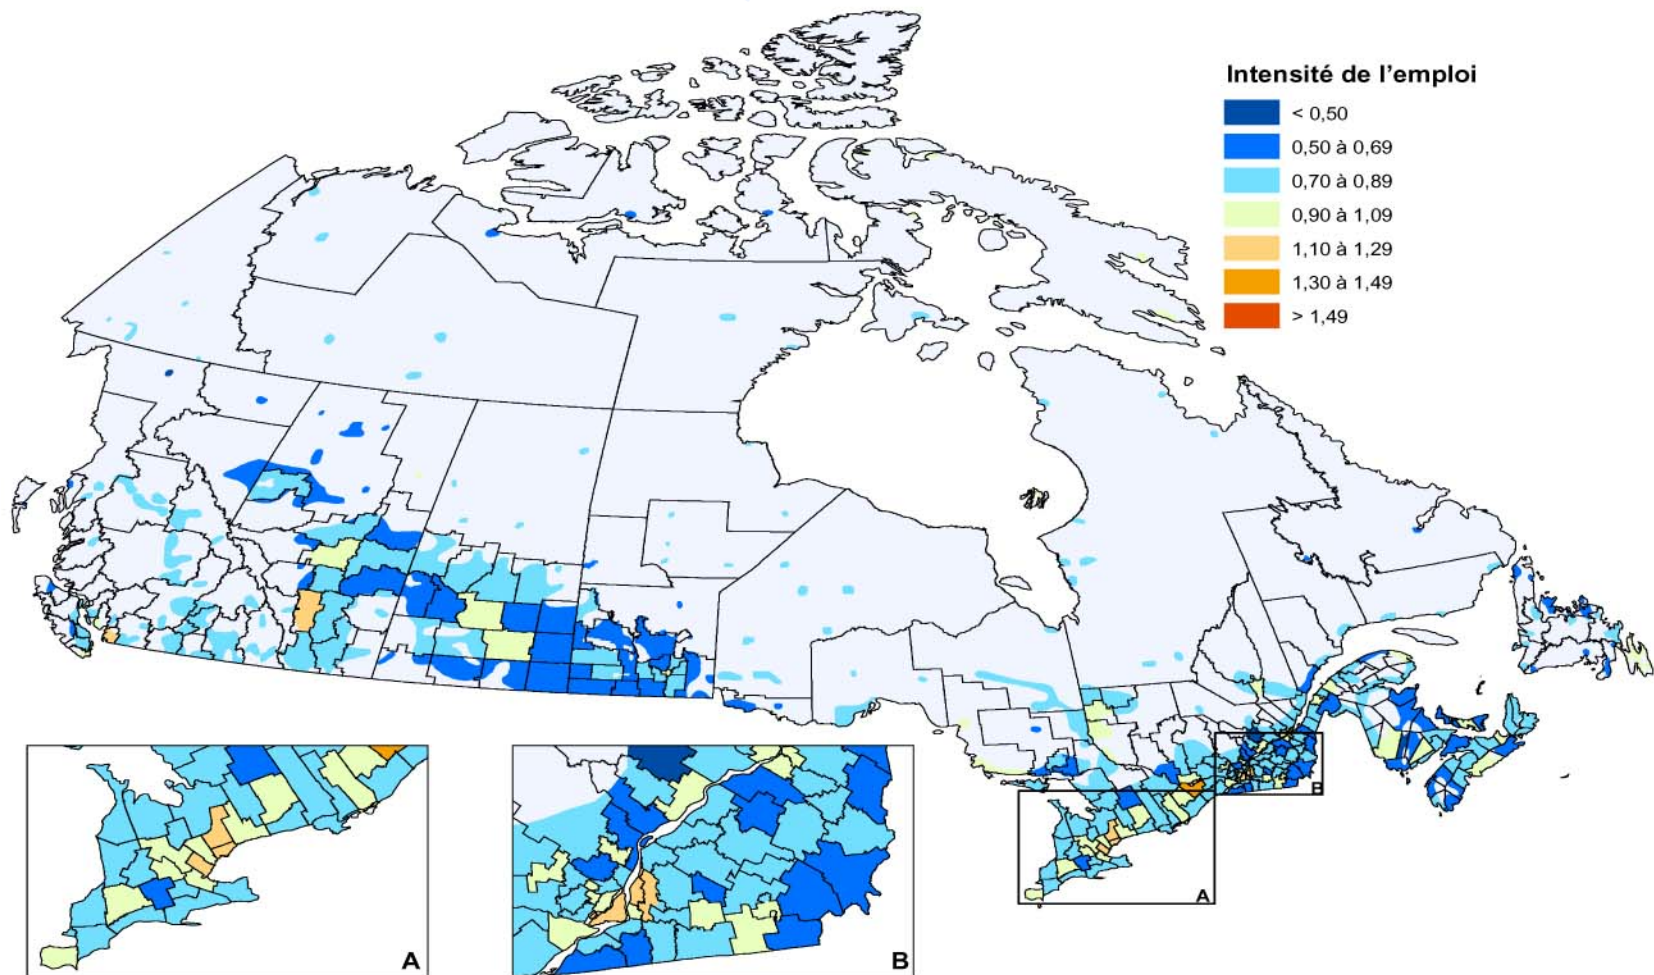 Intensité de l'emploi
< 0,50
0,50 à 0,69
0,70 à 0,89
0,90 à 1,09
1,10 à 1,29
1,30 à 1,49
> 1,49
B
A
A
B